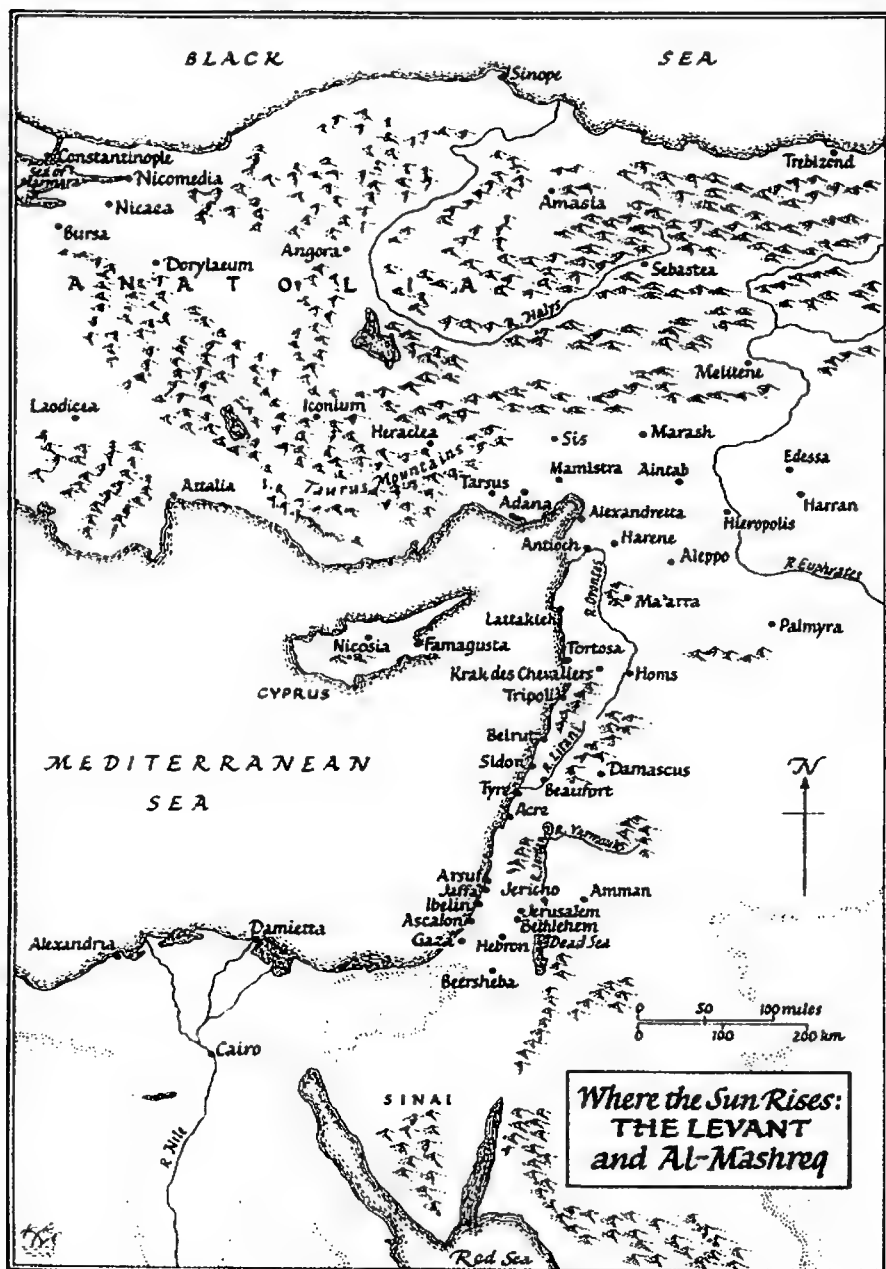 BLACK SEA
Sinope
Constantinople
Sea of Marmara
Nicomedia
Trebizond
Nicaea
Amasia
Bursa
Angora
Dorylaeum
Sebastea
ANATOLIA
R. Halys
Melitene
Laodicea
Iconium
Heraclea
Sis
Marash
Edessa
Taurus Mountains
Mamistra
Aintab
Tarsus
Attalia
Adana
Harran
Alexandretta
Hieropolis
Antioch
Harenc
Aleppo
R. Euphrates
R. Orontes
Ma'arra
Lattakieh
Palmyra
Nicosia
Famagusta
Tortosa
Krak des Chevaliers
Homs
CYPRUS
Tripoli
Beirut
R. Litani
MEDITERRANEAN
SEA
Sidon
Damascus
N
Tyre
Beaufort
Acre
R. Yarmouk
R. Jordan
Arsuf
Jaffa
Jericho
Amman
Ibelin
Jerusalem
Ascalon
Bethlehem
Alexandria
Damietta
Gaza
Hebron
Dead Sea
Beersheba
0 50 100 miles
100 200 km
Cairo
SINAI
R. Nile
Where the Sun Rises:
THE LEVANT
and Al-Mashreq
Red Sea